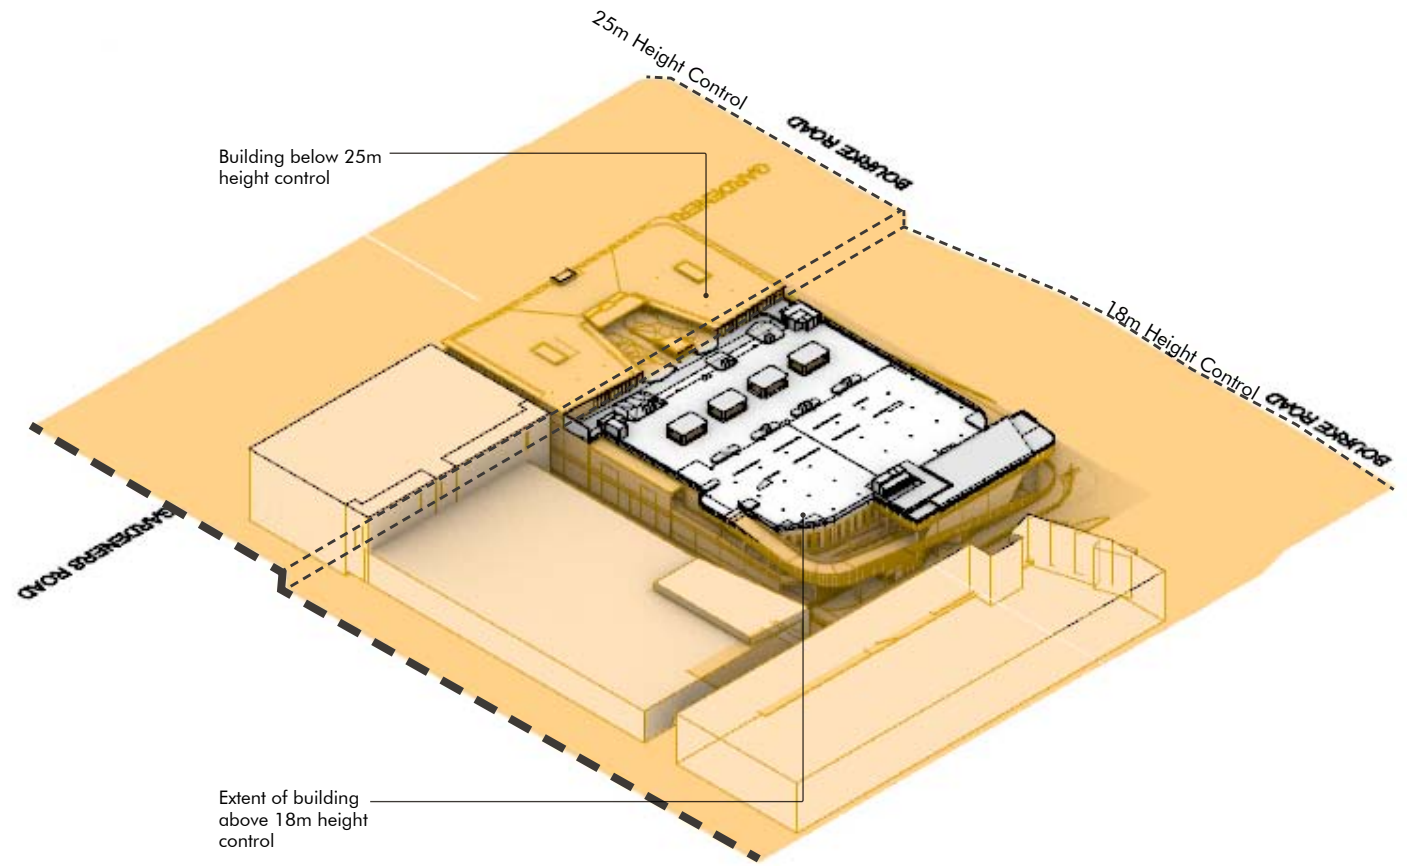 25m Height Control
BOURKE ROAD
Building below 25m
height control
GARDENERS
18m Height Control
BOURKE ROAD
GARDENERS ROAD
Extent of building
above 18m height
control